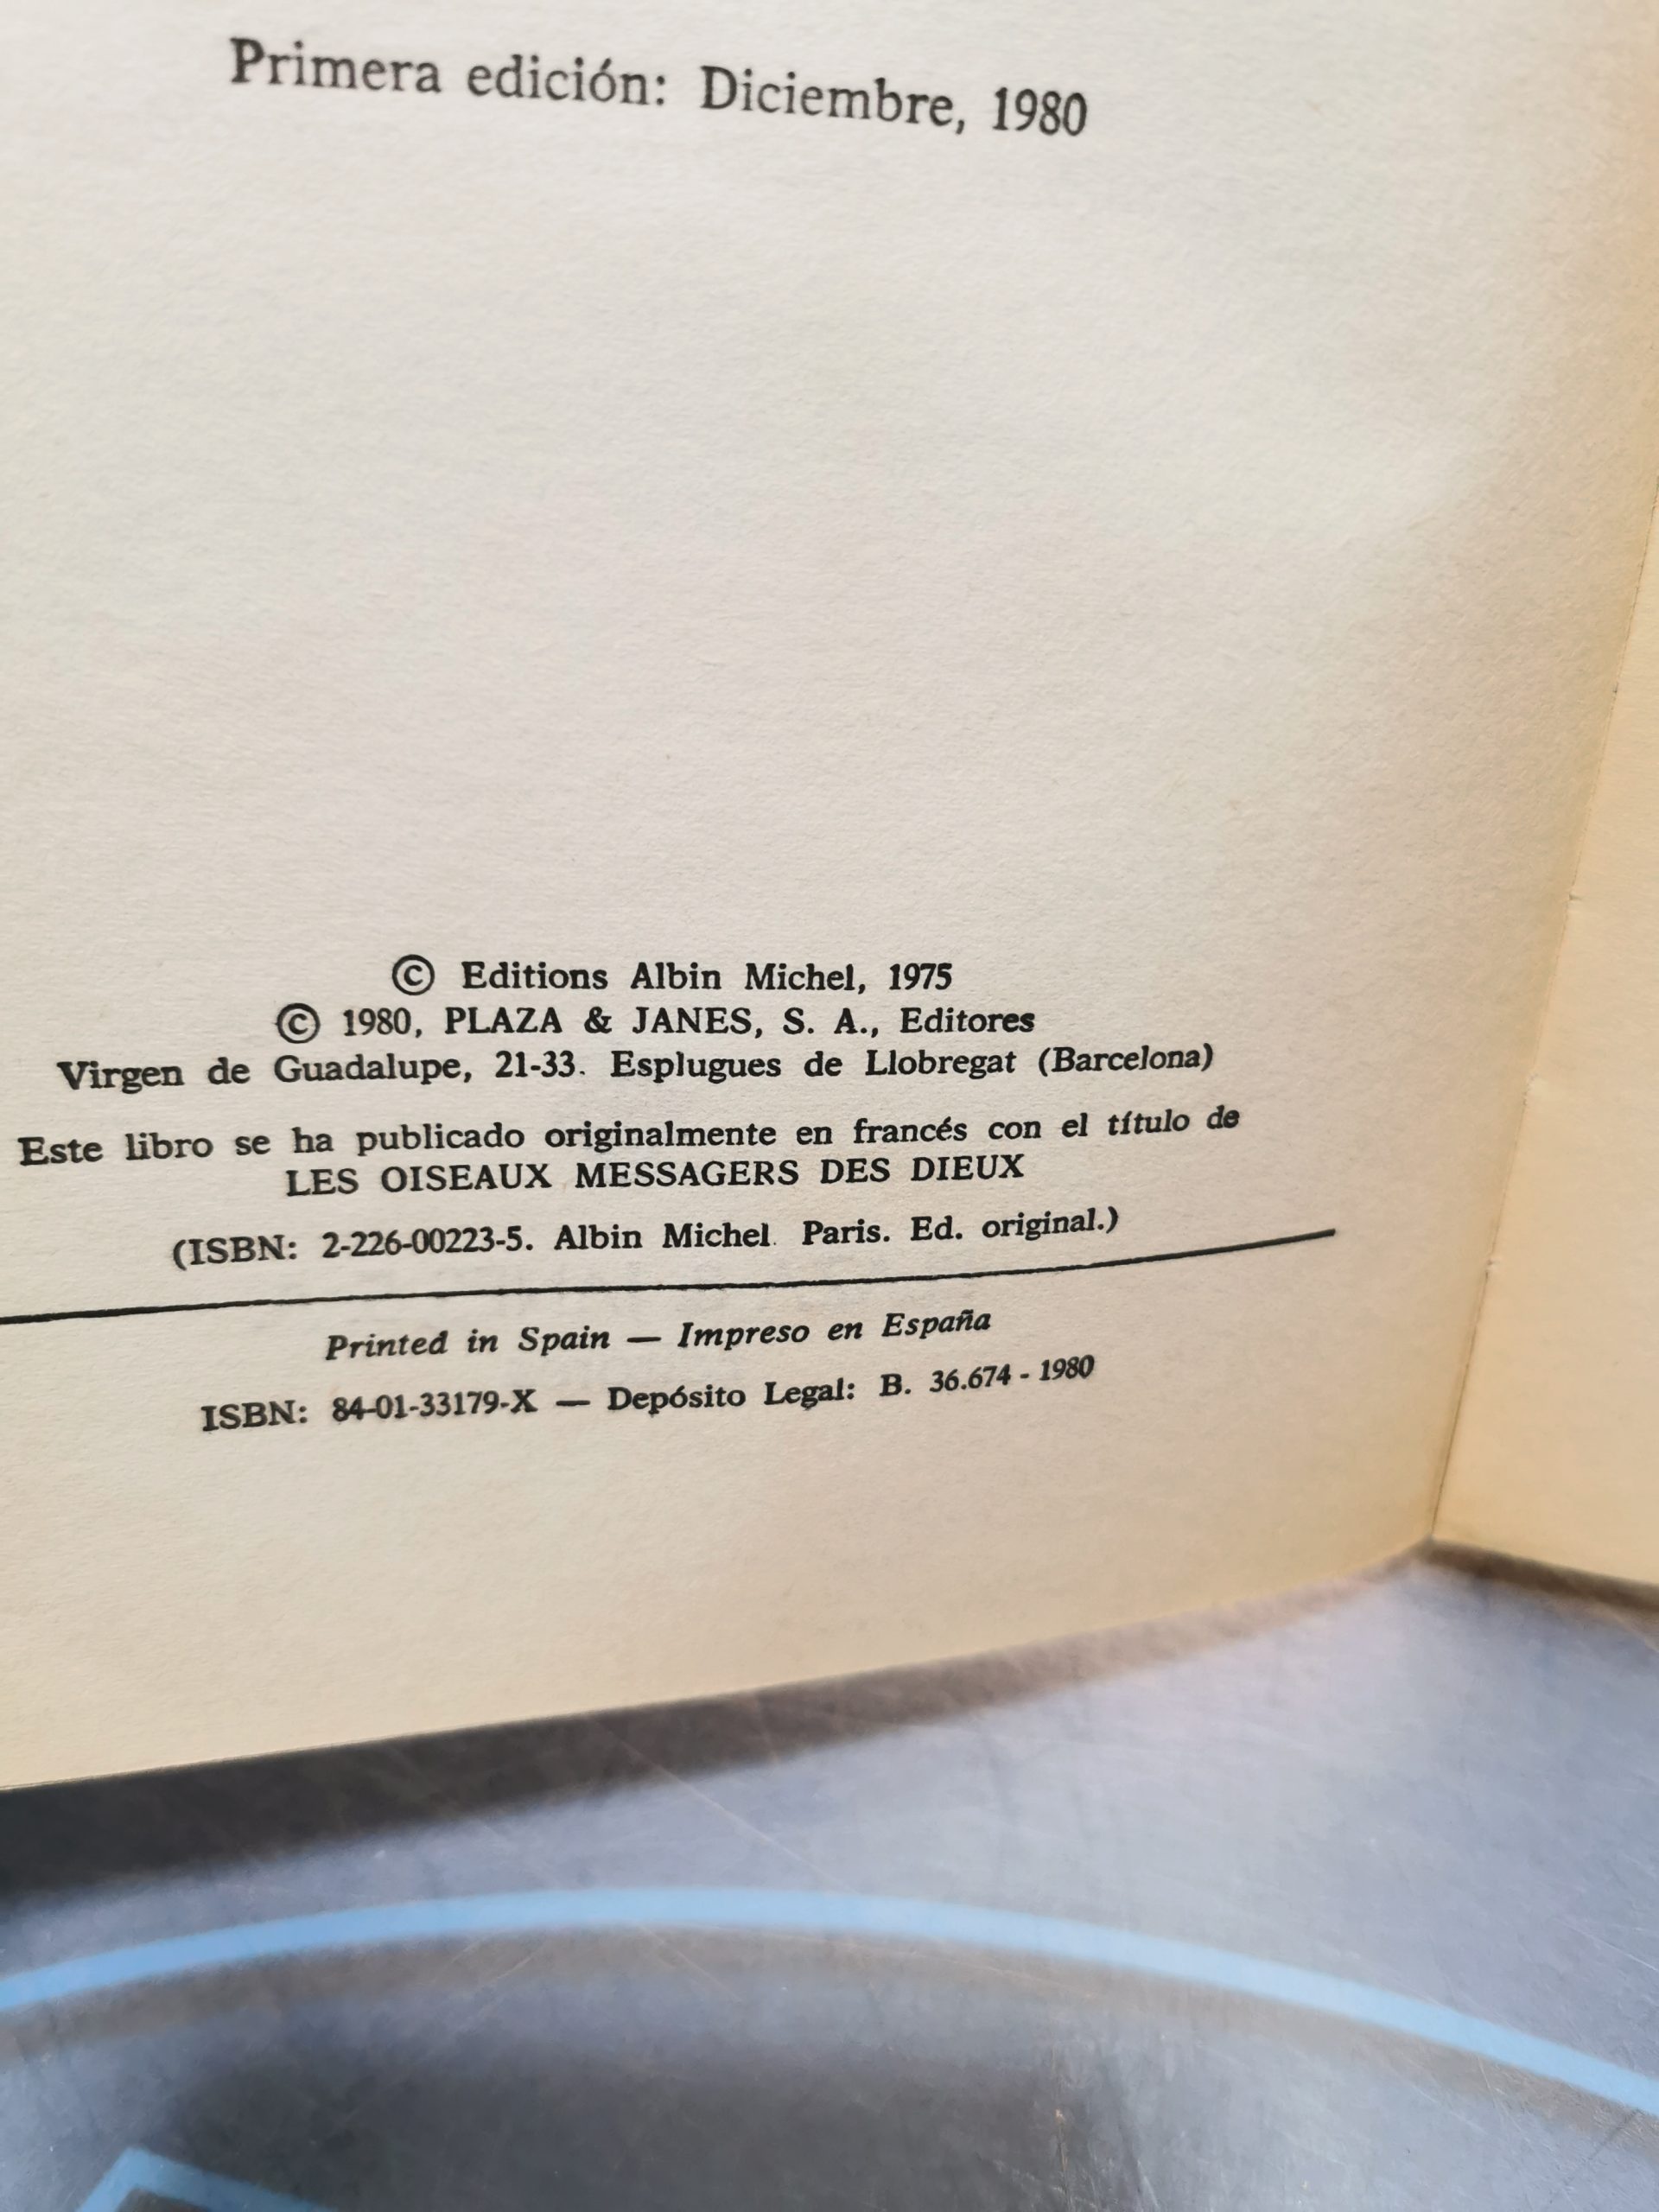 Primera edición: Diciembre, 1980
© Editions Albin Michel, 1975
© 1980, PLAZA & JANES, S. A., Editores
Virgen de Guadalupe, 21-33. Esplugues de Llobregat (Barcelona)
Este libro se ha publicado originalmente en francés con el título de
LES OISEAUX MESSAGERS DES DIEUX
(ISBN: 2-226-00223-5. Albin Michel. Paris. Ed. original.)
Printed in Spain — Impreso en España
ISBN: 84-01-33179-X — Depósito Legal: B. 36.674 - 1980